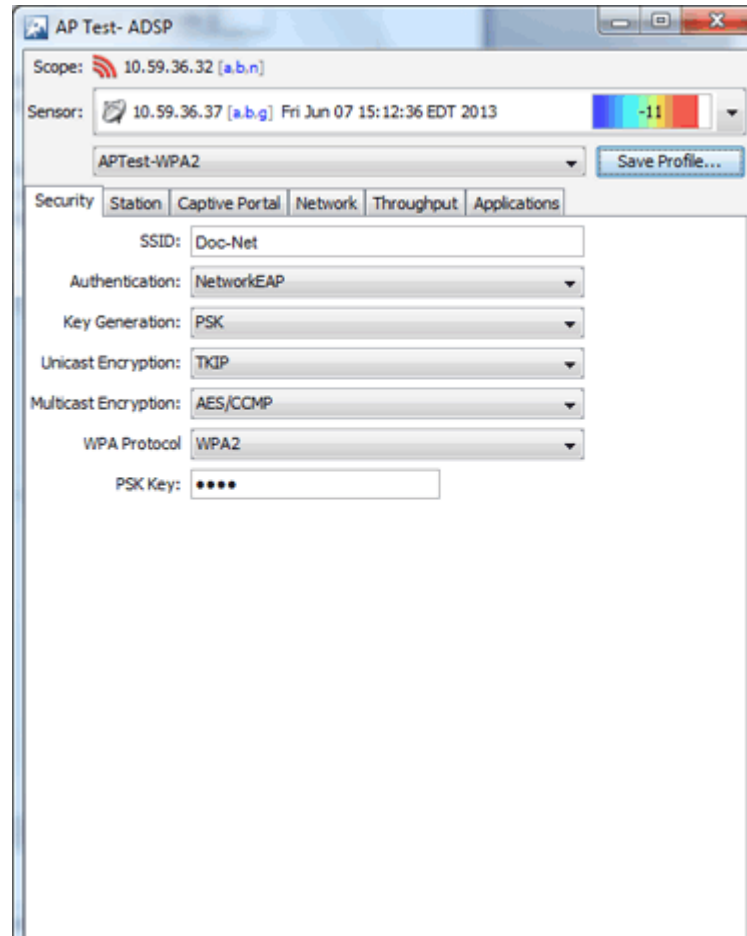 AP Test- ADSP
Scope: 10.59.36.32 [a,b,n]
Sensor: 10.59.36.37 [a,b,g] Fri Jun 07 15:12:36 EDT 2013 -11
APTest-WPA2 Save Profile...
Security Station Captive Portal Network Throughput Applications
SSID: Doc-Net
Authentication: NetworkEAP
Key Generation: PSK
Unicast Encryption: TKIP
Multicast Encryption: AES/CCMP
WPA Protocol WPA2
PSK Key: ••••